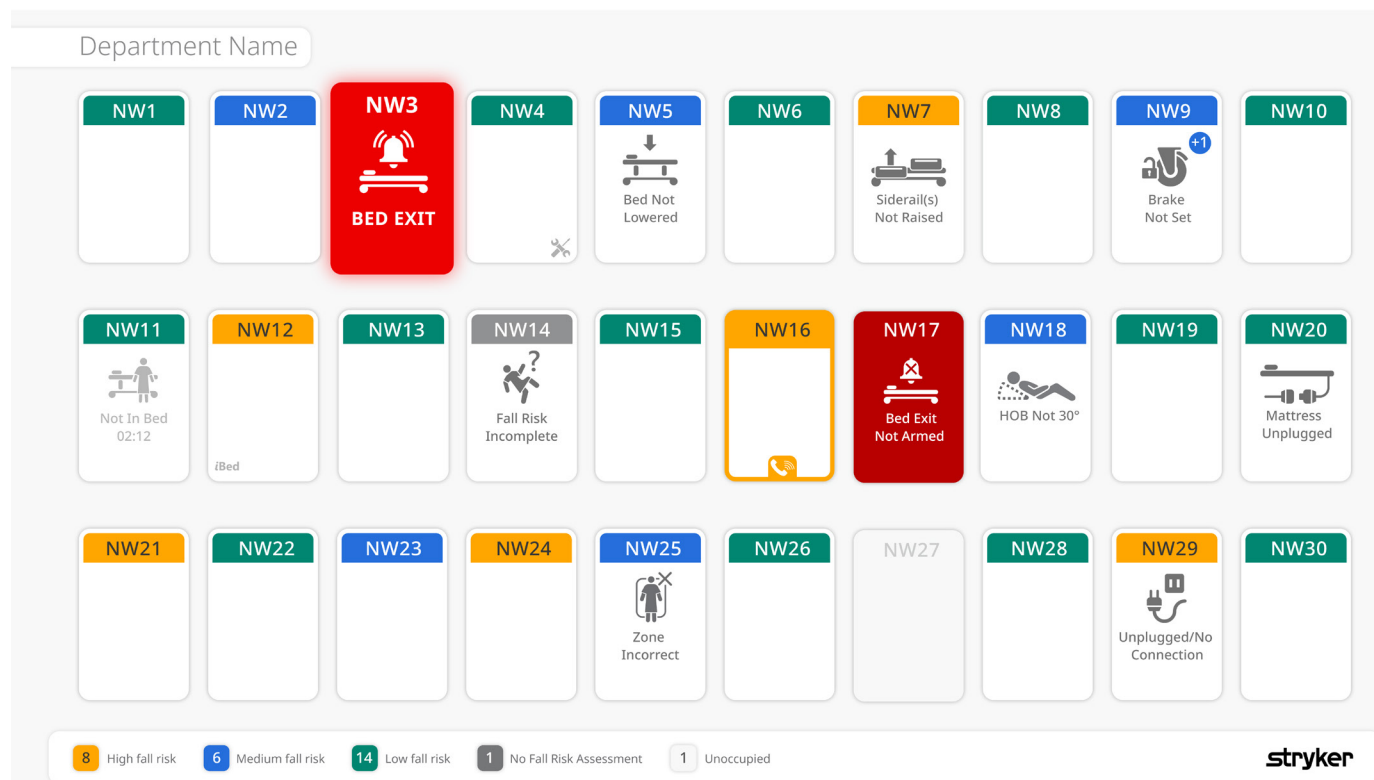 Department Name
NW1
NW2
NW3
BED EXIT
NW4
NW5
Bed Not
Lowered
NW6
NW7
Siderail(s)
Not Raised
NW8
NW9
+1
Brake
Not Set
NW10
NW11
Not In Bed
02:12
NW12
iBed
NW13
NW14
?
Fall Risk
Incomplete
NW15
NW16
NW17
Bed Exit
Not Armed
NW18
HOB Not 30°
NW19
NW20
Mattress
Unplugged
NW21
NW22
NW23
NW24
NW25
Zone
Incorrect
NW26
NW27
NW28
NW29
Unplugged/No
Connection
NW30
8 High fall risk
6 Medium fall risk
14 Low fall risk
1 No Fall Risk Assessment
1 Unoccupied
stryker